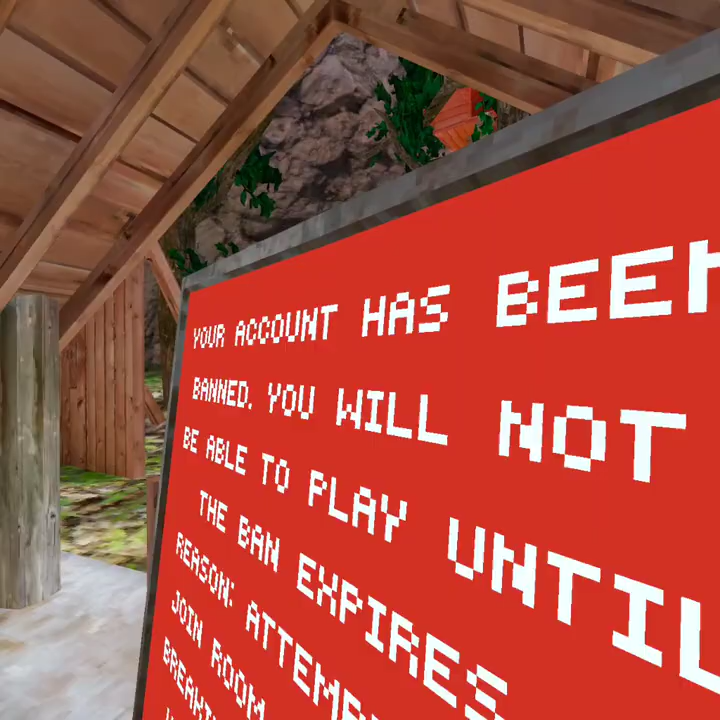 YOUR ACCOUNT HAS BEEN
BANNED. YOU WILL NOT
BE ABLE TO PLAY UNTIL
THE BAN EXPIRES
REASON:
JOIN ROOM